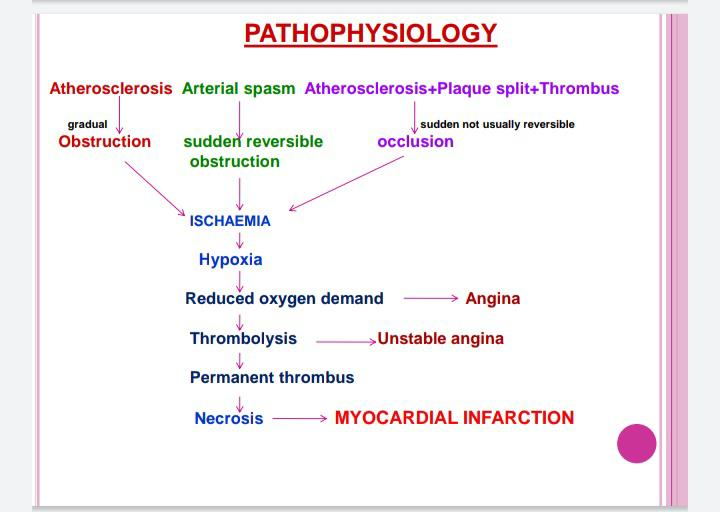 PATHOPHYSIOLOGY
Atherosclerosis Arterial spasm Atherosclerosis+Plaque split+Thrombus
gradual sudden not usually reversible
Obstruction sudden reversible occlusion
obstruction
ISCHAEMIA
Hypoxia
Reduced oxygen demand Angina
Thrombolysis Unstable angina
Permanent thrombus
Necrosis MYOCARDIAL INFARCTION